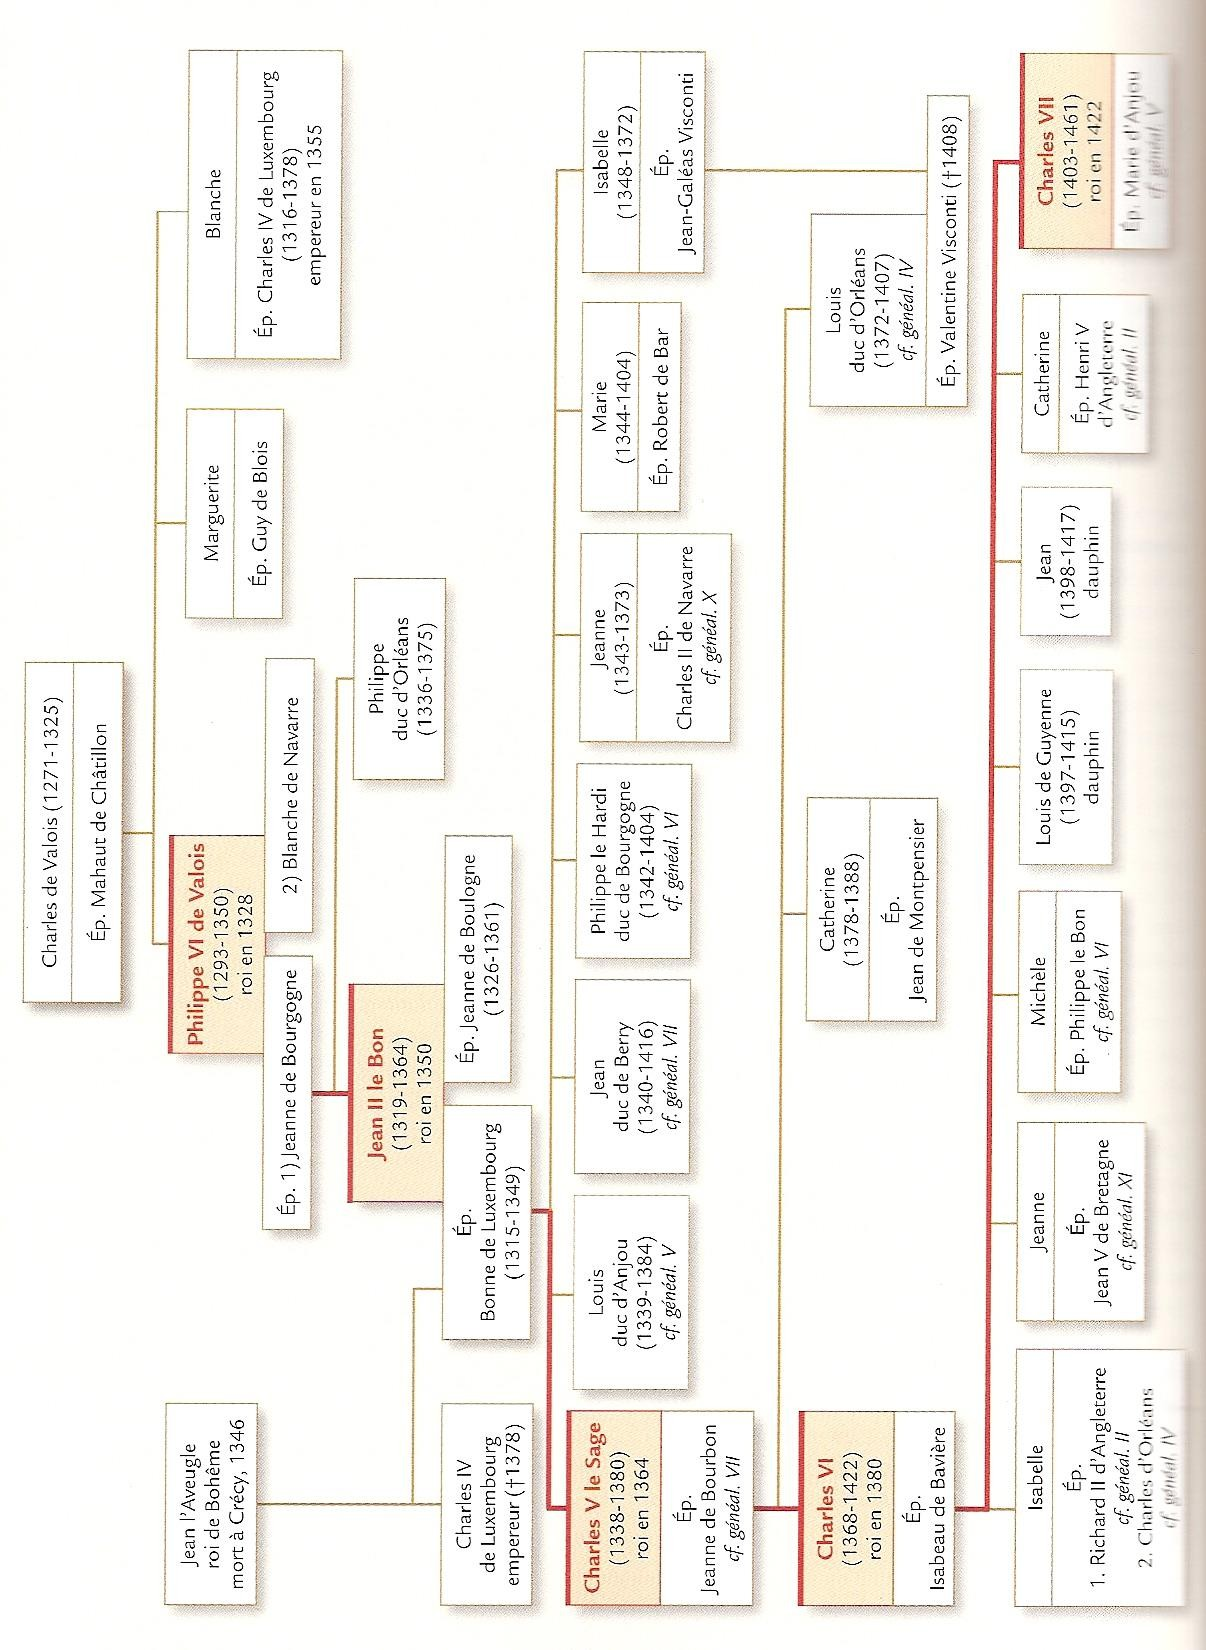 Charles de Valois (1271-1325)
Ép. Mahaut de Châtillon
Philippe VI de Valois
(1293-1350)
roi en 1328
Ép. 1) Jeanne de Bourgogne
2) Blanche de Navarre
Marguerite
Ép. Guy de Blois
Blanche
Ép. Charles IV de Luxembourg
(1316-1378)
empereur en 1355
Jean l'Aveugle
roi de Bohême
mort à Crécy, 1346
Jean II le Bon
(1319-1364)
roi en 1350
Philippe
duc d'Orléans
(1336-1375)
Charles IV
de Luxembourg
empereur (†1378)
Ép.
Bonne de Luxembourg
(1315-1349)
Ép. Jeanne de Boulogne
(1326-1361)
Charles V le Sage
(1338-1380)
roi en 1364
Ép.
Jeanne de Bourbon
cf. généal. VII
Louis
duc d'Anjou
(1339-1384)
cf. généal. V
Jean
duc de Berry
(1340-1416)
cf. généal. VII
Philippe le Hardi
duc de Bourgogne
(1342-1404)
cf. généal. VI
Jeanne
(1343-1373)
Ép.
Charles II de Navarre
cf. généal. X
Marie
(1344-1404)
Ép. Robert de Bar
Isabelle
(1348-1372)
Ép.
Jean-Galéas Visconti
Charles VI
(1368-1422)
roi en 1380
Ép.
Isabeau de Bavière
Catherine
(1378-1388)
Ép.
Jean de Montpensier
Louis
duc d'Orléans
(1372-1407)
cf. généal. IV
Ép. Valentine Visconti (†1408)
Isabelle
Ép.
1. Richard II d'Angleterre
cf. généal. II
2. Charles d'Orléans
cf. généal. IV
Jeanne
Ép.
Jean V de Bretagne
cf. généal. XI
Michèle
Ép. Philippe le Bon
cf. généal. VI
Louis de Guyenne
(1397-1415)
dauphin
Jean
(1398-1417)
dauphin
Catherine
Ép. Henri V
d'Angleterre
cf. généal. II
Charles VII
(1403-1461)
roi en 1422
Ép. Marie d'Anjou
cf. généal. V